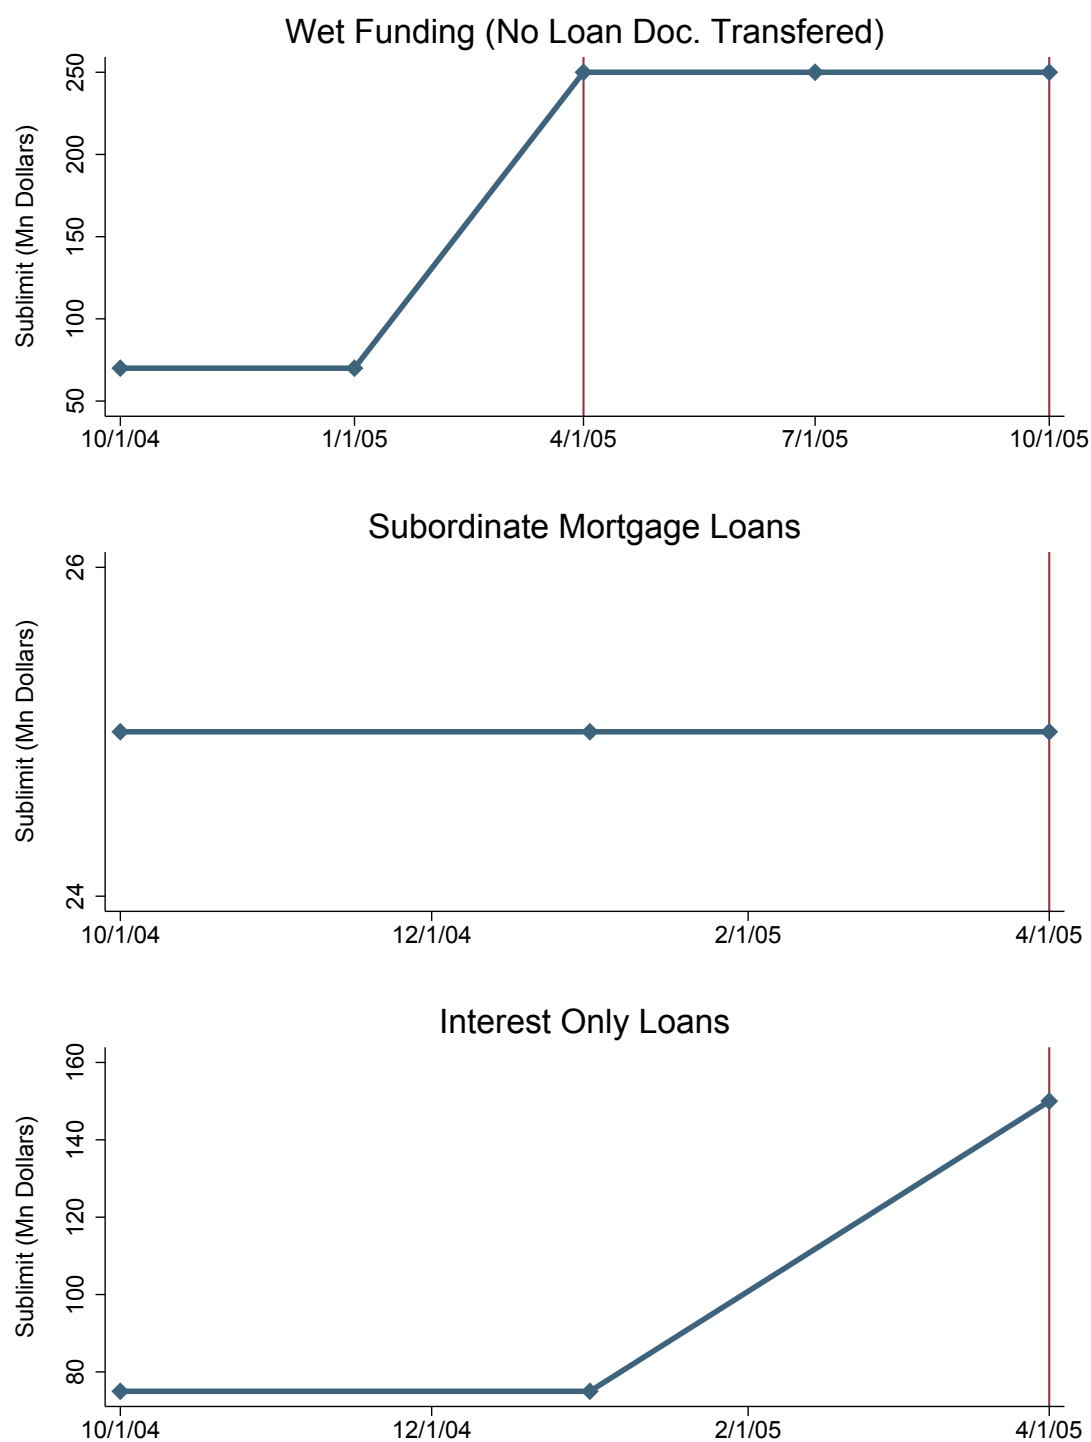 Wet Funding (No Loan Doc. Transfered)
Sublimit (Mn Dollars)
250
200
150
100
50
10/1/04 1/1/05 4/1/05 7/1/05 10/1/05
Subordinate Mortgage Loans
Sublimit (Mn Dollars)
26
24
10/1/04 12/1/04 2/1/05 4/1/05
Interest Only Loans
Sublimit (Mn Dollars)
160
140
120
100
80
10/1/04 12/1/04 2/1/05 4/1/05